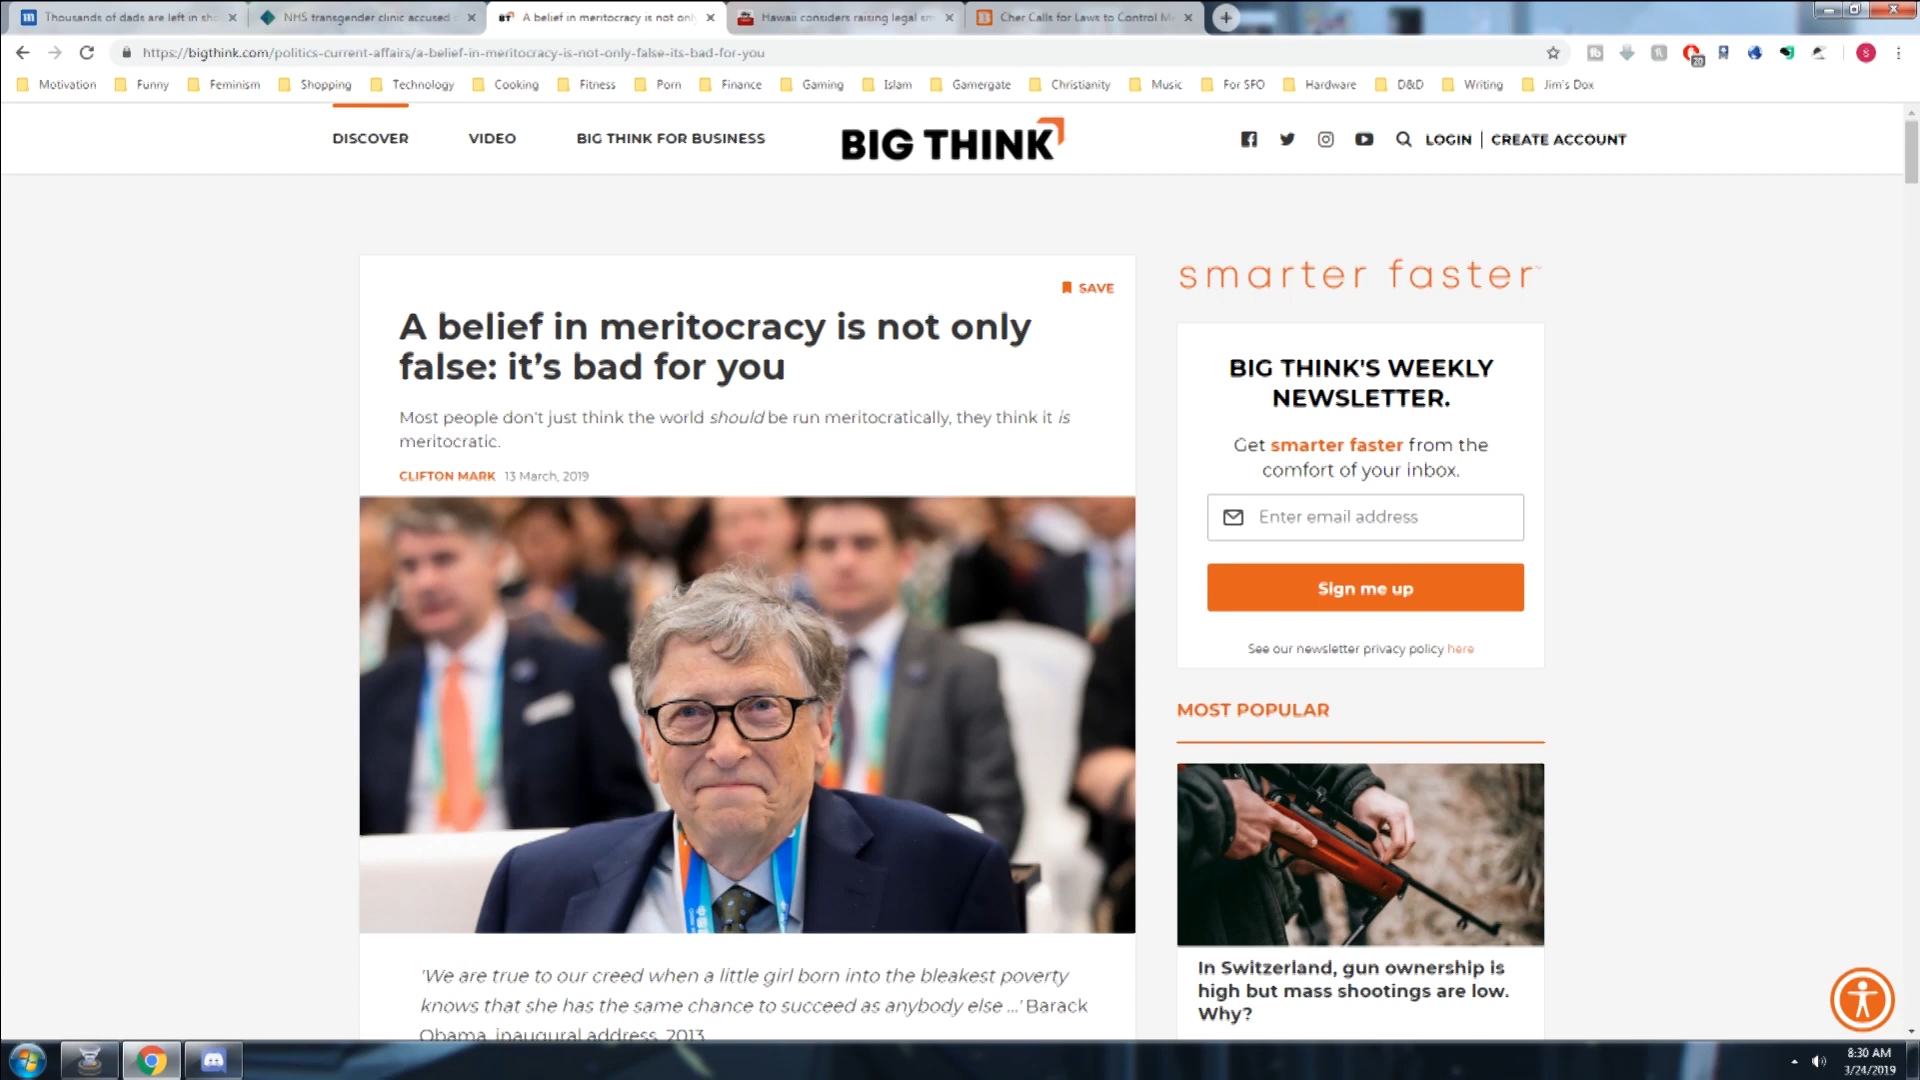 Thousands of dads are left in sho
NHS transgender clinic accused
A belief in meritocracy is not only
Hawaii considers raising legal sm
Cher Calls for Laws to Control M
https://bigthink.com/politics-current-affairs/a-belief-in-meritocracy-is-not-only-false-its-bad-for-you
20
S
Motivation Funny Feminism Shopping Technology Cooking Fitness Porn Finance Gaming Islam Gamergate Christianity Music For SFO Hardware D&D Writing Jim's Dox
DISCOVER VIDEO BIG THINK FOR BUSINESS BIG THINK LOGIN | CREATE ACCOUNT
SAVE
A belief in meritocracy is not only
false: it's bad for you
Most people don't just think the world should be run meritocratically, they think it is
meritocratic.
CLIFTON MARK 13 March, 2019
'We are true to our creed when a little girl born into the bleakest poverty
knows that she has the same chance to succeed as anybody else ...' Barack
Obama, inaugural address, 2013
smarter faster
BIG THINK'S WEEKLY
NEWSLETTER.
Get smarter faster from the
comfort of your inbox.
Enter email address
Sign me up
See our newsletter privacy policy here
MOST POPULAR
In Switzerland, gun ownership is
high but mass shootings are low.
Why?
8:30 AM
3/24/2019